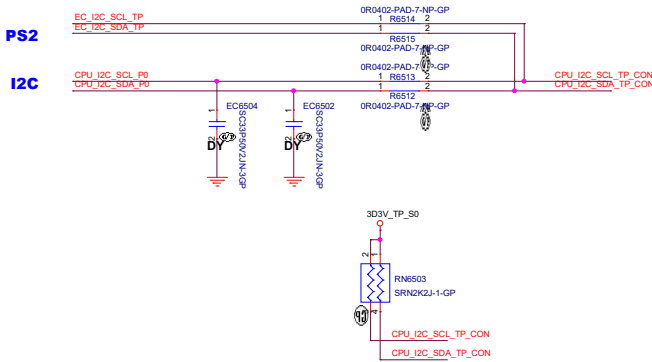 0R0402-PAD-7-NP-GP
EC_I2C_SCL_TP
1 R6514 2
EC_I2C_SDA_TP
1 R6515 2
PS2
0R0402-PAD-7-NP-GP
0R0402-PAD-7-NP-GP
I2C
CPU_I2C_SCL_P0
1 R6513 2
CPU_I2C_SCL_TP_CON
CPU_I2C_SDA_P0
1 R6512 2
CPU_I2C_SDA_TP_CON
0R0402-PAD-7-NP-GP
EC6504
SC33P50V2JN-3GP
1
2
DY
EC6502
SC33P50V2JN-3GP
1
2
DY
3D3V_TP_S0
2 1
RN6503
SRN2K2J-1-GP
4
CPU_I2C_SCL_TP_CON
CPU_I2C_SDA_TP_CON